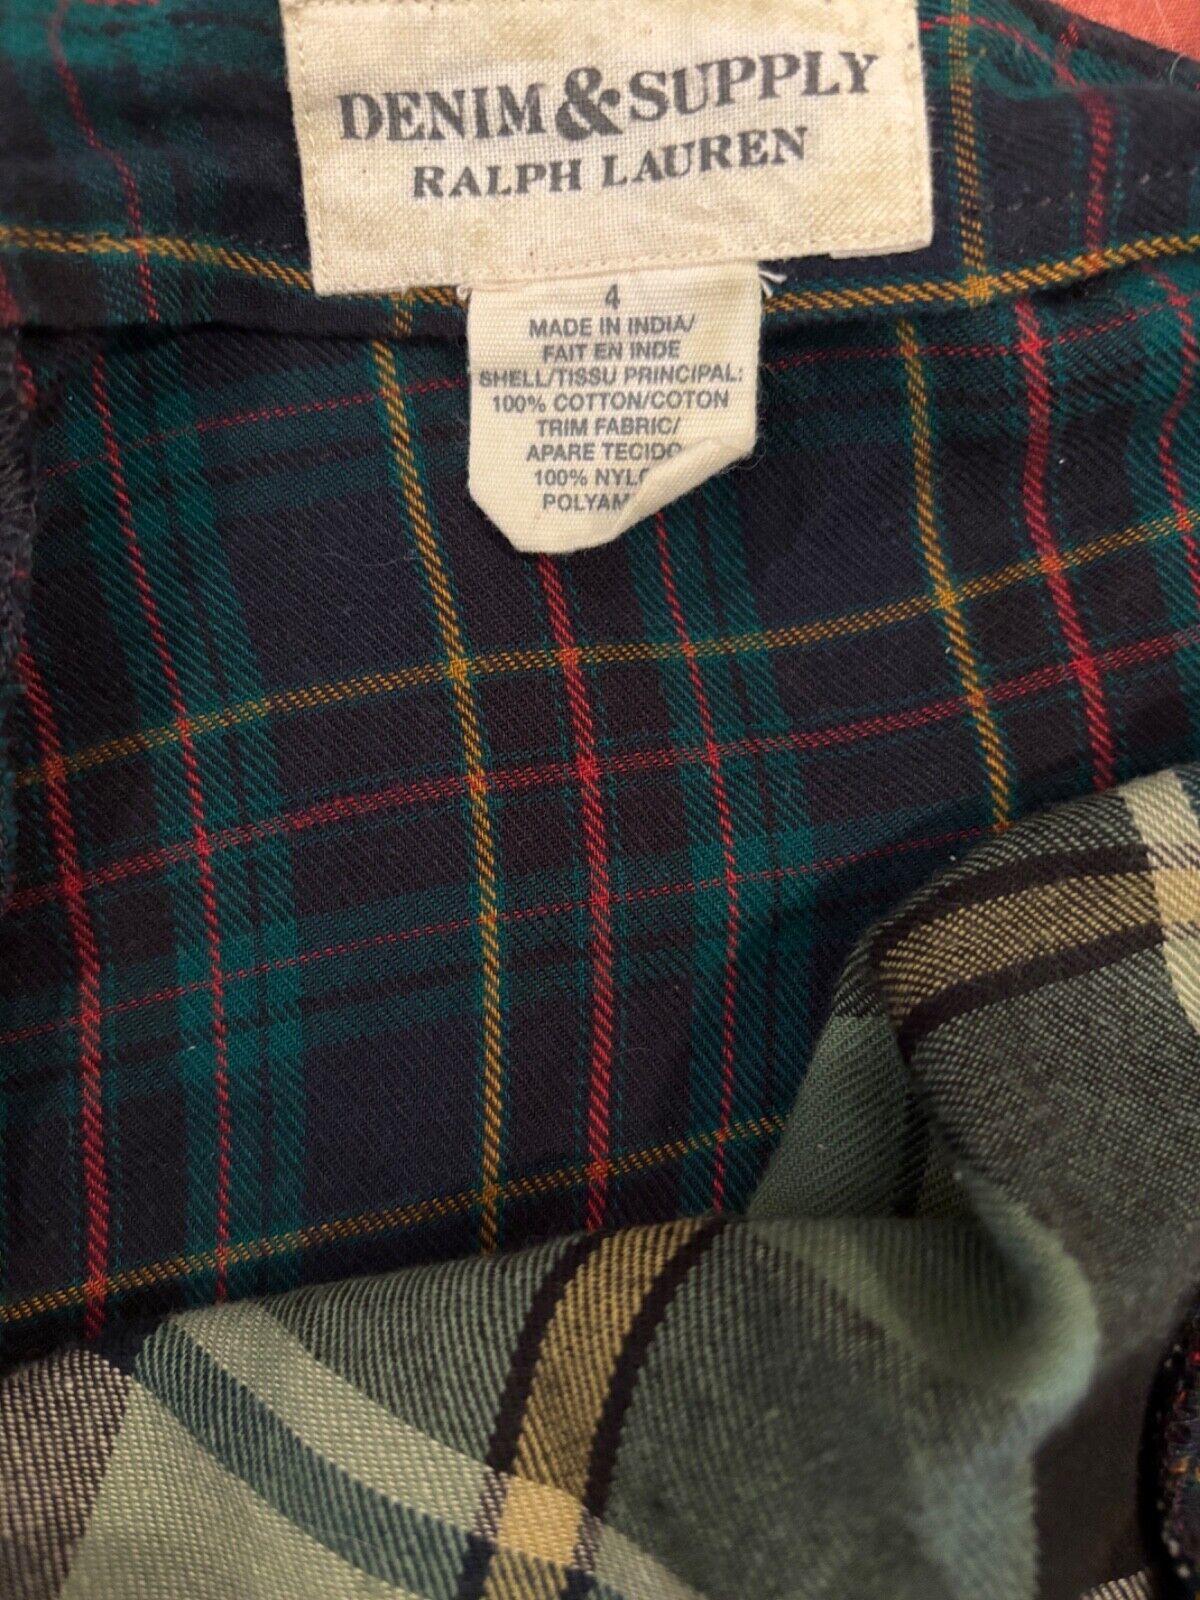 DENIM & SUPPLY
RALPH LAUREN
4
MADE IN INDIA/
FAIT EN INDE
SHELL/TISSU PRINCIPAL:
100% COTTON/COTON
TRIM FABRIC/
APARE TECIDO
100%